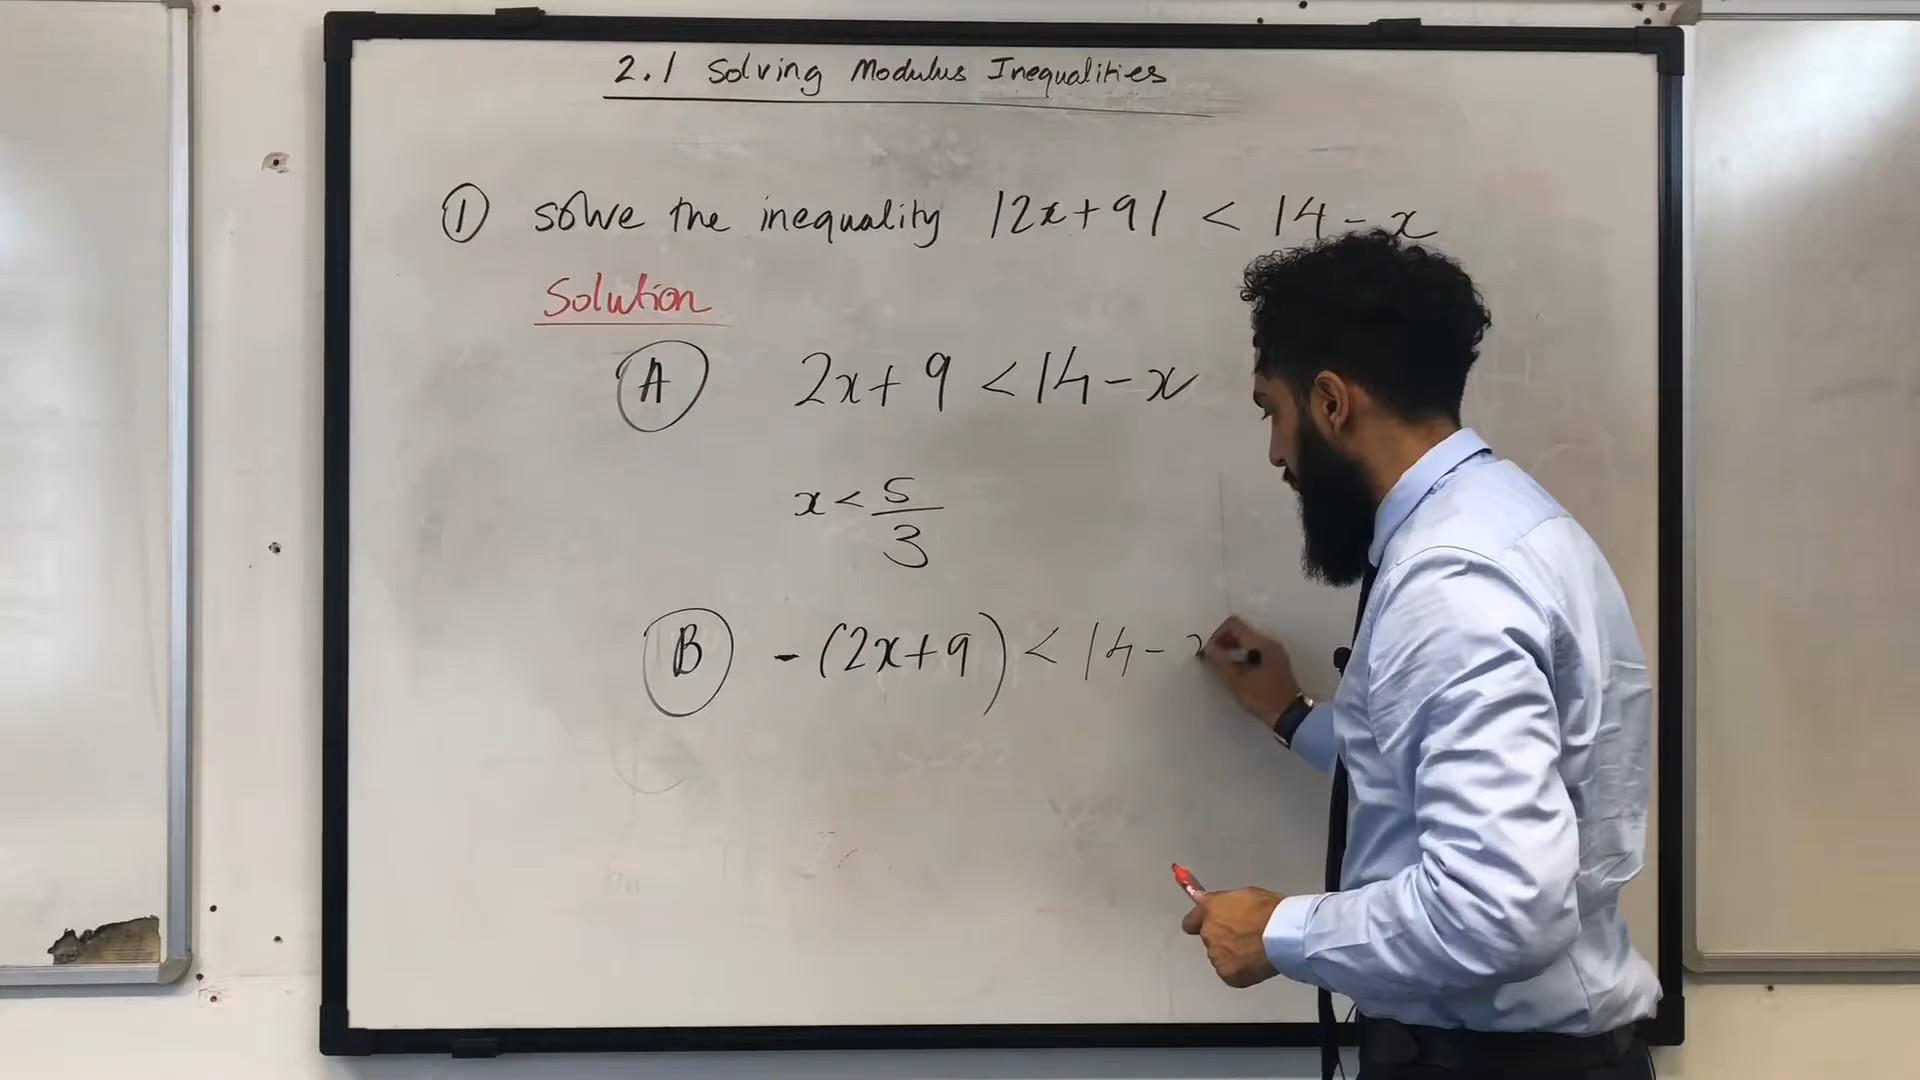 2.1 Solving Modulus Inequalities
① solve the inequality |2x+9| < 14-x
Solution
Ⓐ 2x+9 < 14-x
x < 5/3
Ⓑ -(2x+9) < 14-x